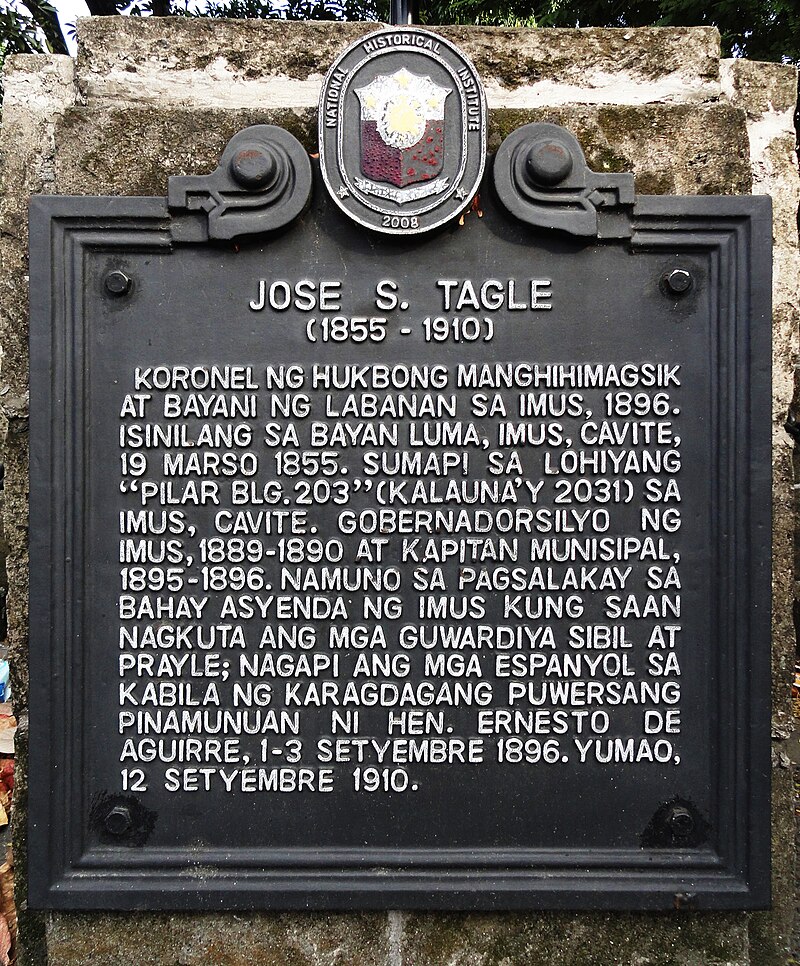 NATIONAL HISTORICAL INSTITUTE
2008
JOSE S. TAGLE
(1855 - 1910)
KORONEL NG HUKBONG MANGHIHIMAGSIK
AT BAYANI NG LABANAN SA IMUS, 1896.
ISINILANG SA BAYAN LUMA, IMUS, CAVITE,
19 MARSO 1855. SUMAPI SA LOHIYANG
“PILAR BLG. 203” (KALAUNA’Y 2031) SA
IMUS, CAVITE. GOBERNADORSILYO NG
IMUS, 1889-1890 AT KAPITAN MUNISIPAL,
1895-1896. NAMUNO SA PAGSALAKAY SA
BAHAY ASYENDA NG IMUS KUNG SAAN
NAGKUTA ANG MGA GUWARDIYA SIBIL AT
PRAYLE; NAGAPI ANG MGA ESPANYOL SA
KABILA NG KARAGDAGANG PUWERSANG
PINAMUNUAN NI HEN. ERNESTO DE
AGUIRRE, 1-3 SETYEMBRE 1896. YUMAO,
12 SETYEMBRE 1910.